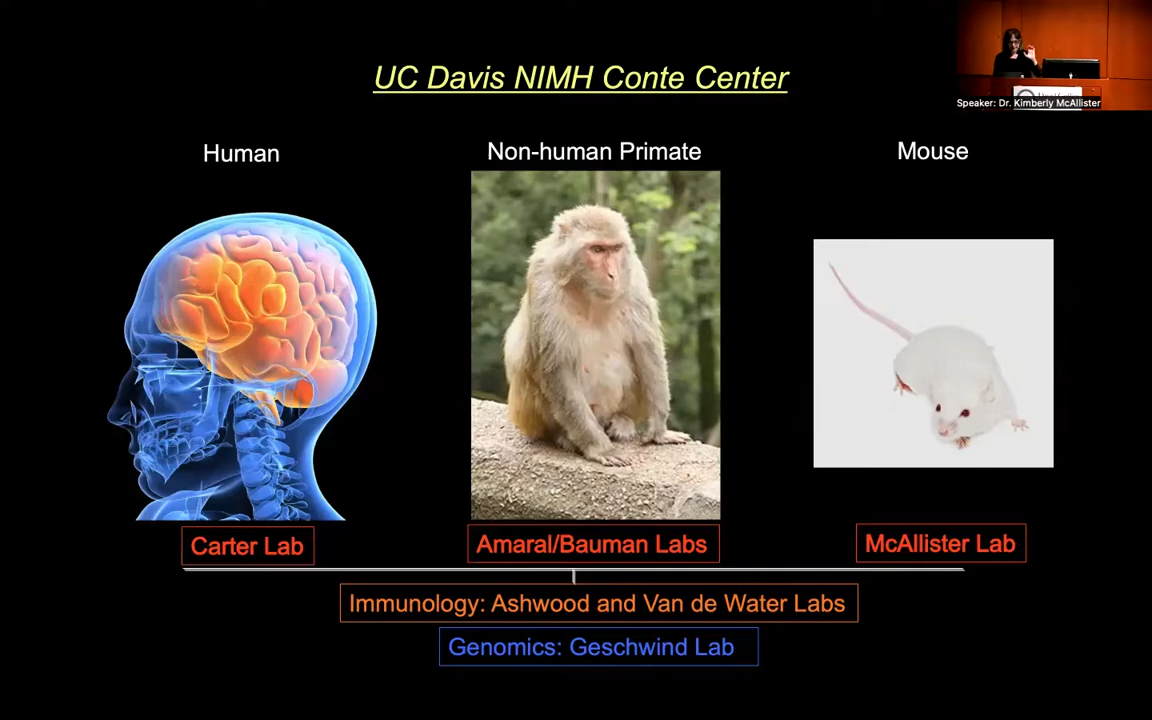 UC Davis NIMH Conte Center
Speaker: Dr. Kimberly McAllister
Human
Non-human Primate
Mouse
Carter Lab
Amaral/Bauman Labs
McAllister Lab
Immunology: Ashwood and Van de Water Labs
Genomics: Geschwind Lab